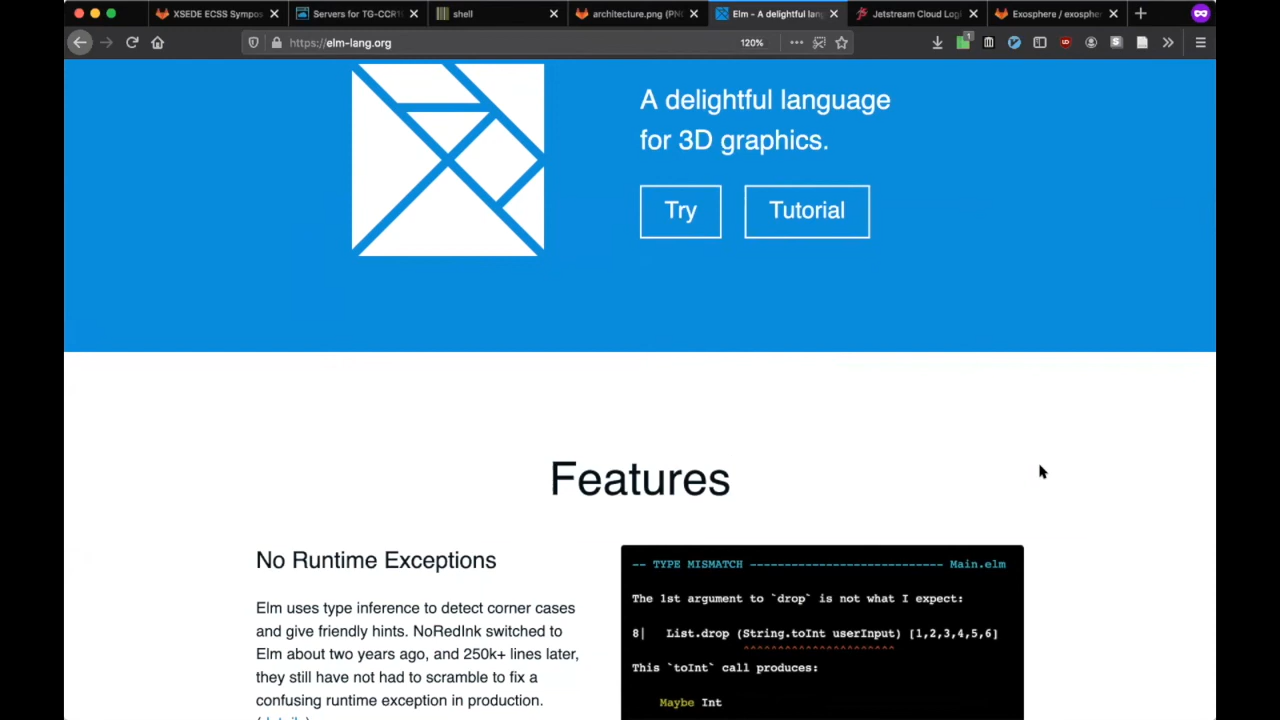 XSEDE ECSS Sympos
Servers for TG-CCR1
shell
architecture.png (PN
Elm - A delightful lang
Jetstream Cloud Logi
Exosphere / exosphe
https://elm-lang.org
120%
1
A delightful language
for 3D graphics.
Try
Tutorial
Features
No Runtime Exceptions
Elm uses type inference to detect corner cases
and give friendly hints. NoRedInk switched to
Elm about two years ago, and 250k+ lines later,
they still have not had to scramble to fix a
confusing runtime exception in production.
-- TYPE MISMATCH ---------------------------- Main.elm
The 1st argument to `drop` is not what I expect:
8| List.drop (String.toInt userInput) [1,2,3,4,5,6]
^^^^^^^^^^^^^^^^^^^^^^
This `toInt` call produces:
Maybe Int